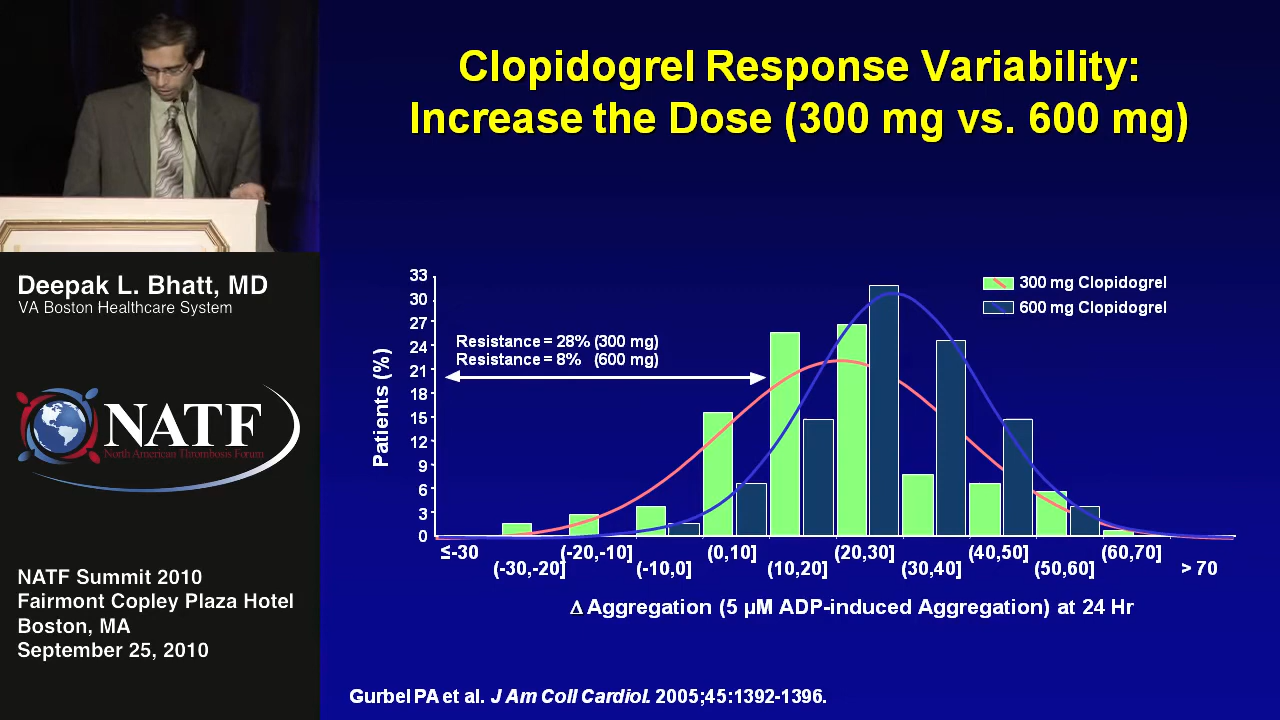 Clopidogrel Response Variability:
Increase the Dose (300 mg vs. 600 mg)
Deepak L. Bhatt, MD
VA Boston Healthcare System
NATF
North American Thrombosis Forum
NATF Summit 2010
Fairmont Copley Plaza Hotel
Boston, MA
September 25, 2010
300 mg Clopidogrel
600 mg Clopidogrel
Resistance = 28% (300 mg)
Resistance = 8% (600 mg)
Patients (%)
33
30
27
24
21
18
15
12
9
6
3
0
≤-30
(-30,-20]
(-20,-10]
(-10,0]
(0,10]
(10,20]
(20,30]
(30,40]
(40,50]
(50,60]
(60,70]
> 70
Δ Aggregation (5 µM ADP-induced Aggregation) at 24 Hr
Gurbel PA et al. J Am Coll Cardiol. 2005;45:1392-1396.